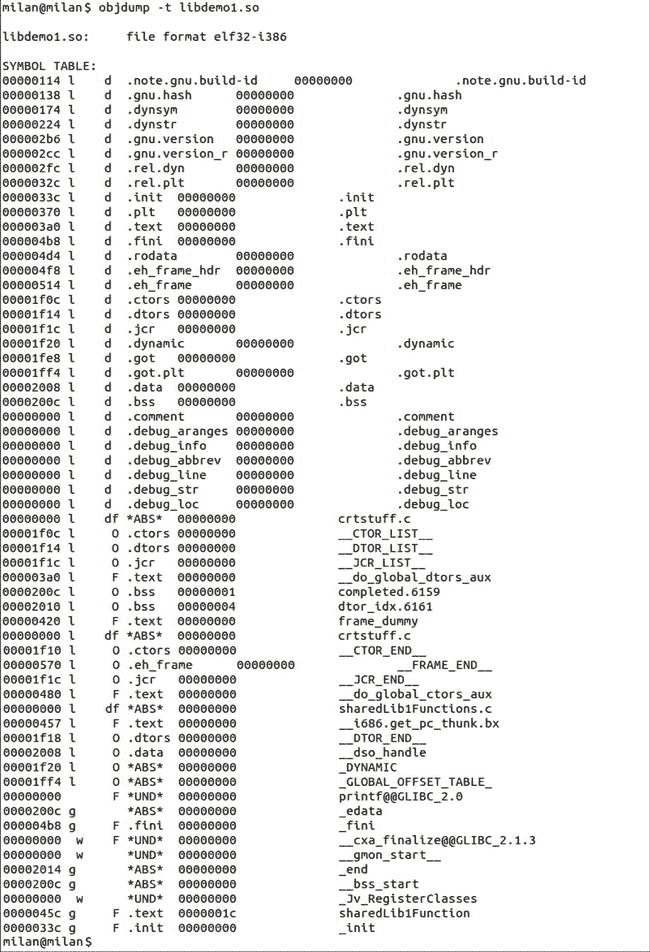 milan@milan$ objdump -t libdemo1.so
libdemo1.so:     file format elf32-i386
SYMBOL TABLE:
00000114 l    d  .note.gnu.build-id     00000000              .note.gnu.build-id
00000138 l    d  .gnu.hash      00000000              .gnu.hash
00000174 l    d  .dynsym        00000000              .dynsym
00000224 l    d  .dynstr        00000000              .dynstr
000002b6 l    d  .gnu.version   00000000              .gnu.version
000002cc l    d  .gnu.version_r 00000000              .gnu.version_r
000002fc l    d  .rel.dyn       00000000              .rel.dyn
0000032c l    d  .rel.plt       00000000              .rel.plt
0000033c l    d  .init  00000000              .init
00000370 l    d  .plt   00000000              .plt
000003a0 l    d  .text  00000000              .text
000004b8 l    d  .fini  00000000              .fini
000004d4 l    d  .rodata        00000000              .rodata
000004f8 l    d  .eh_frame_hdr  00000000              .eh_frame_hdr
00000514 l    d  .eh_frame      00000000              .eh_frame
00001f0c l    d  .ctors 00000000              .ctors
00001f14 l    d  .dtors 00000000              .dtors
00001f1c l    d  .jcr   00000000              .jcr
00001f20 l    d  .dynamic       00000000              .dynamic
00001fe8 l    d  .got   00000000              .got
00001ff4 l    d  .got.plt       00000000              .got.plt
00002008 l    d  .data  00000000              .data
0000200c l    d  .bss   00000000              .bss
00000000 l    d  .comment       00000000              .comment
00000000 l    d  .debug_aranges 00000000              .debug_aranges
00000000 l    d  .debug_info    00000000              .debug_info
00000000 l    d  .debug_abbrev  00000000              .debug_abbrev
00000000 l    d  .debug_line    00000000              .debug_line
00000000 l    d  .debug_str     00000000              .debug_str
00000000 l    d  .debug_loc     00000000              .debug_loc
00000000 l    df *ABS*  00000000              crtstuff.c
00001f0c l     O .ctors 00000000              __CTOR_LIST__
00001f14 l     O .dtors 00000000              __DTOR_LIST__
00001f1c l     O .jcr   00000000              __JCR_LIST__
000003a0 l     F .text  00000000              __do_global_dtors_aux
0000200c l     O .bss   00000001              completed.6159
00002010 l     O .bss   00000004              dtor_idx.6161
00000420 l     F .text  00000000              frame_dummy
00000000 l    df *ABS*  00000000              crtstuff.c
00001f10 l     O .ctors 00000000              __CTOR_END__
00000570 l     O .eh_frame      00000000              __FRAME_END__
00001f1c l     O .jcr   00000000              __JCR_END__
00000480 l     F .text  00000000              __do_global_ctors_aux
00000000 l    df *ABS*  00000000              sharedLib1Functions.c
00000457 l     F .text  00000000              __i686.get_pc_thunk.bx
00001f18 l     O .dtors 00000000              __DTOR_END__
00002008 l     O .data  00000000              __dso_handle
00001f20 l     O *ABS*  00000000              _DYNAMIC
00001ff4 l     O *ABS*  00000000              _GLOBAL_OFFSET_TABLE_
00000000       F *UND*  00000000              printf@@GLIBC_2.0
0000200c g       *ABS*  00000000              _edata
000004b8 g     F .fini  00000000              _fini
00000000  w    F *UND*  00000000              __cxa_finalize@@GLIBC_2.1.3
00000000  w      *UND*  00000000              __gmon_start__
00002014 g       *ABS*  00000000              _end
0000200c g       *ABS*  00000000              __bss_start
00000000  w      *UND*  00000000              _Jv_RegisterClasses
0000045c g     F .text  0000001c              sharedLib1Function
0000033c g     F .init  00000000              _init
milan@milan$